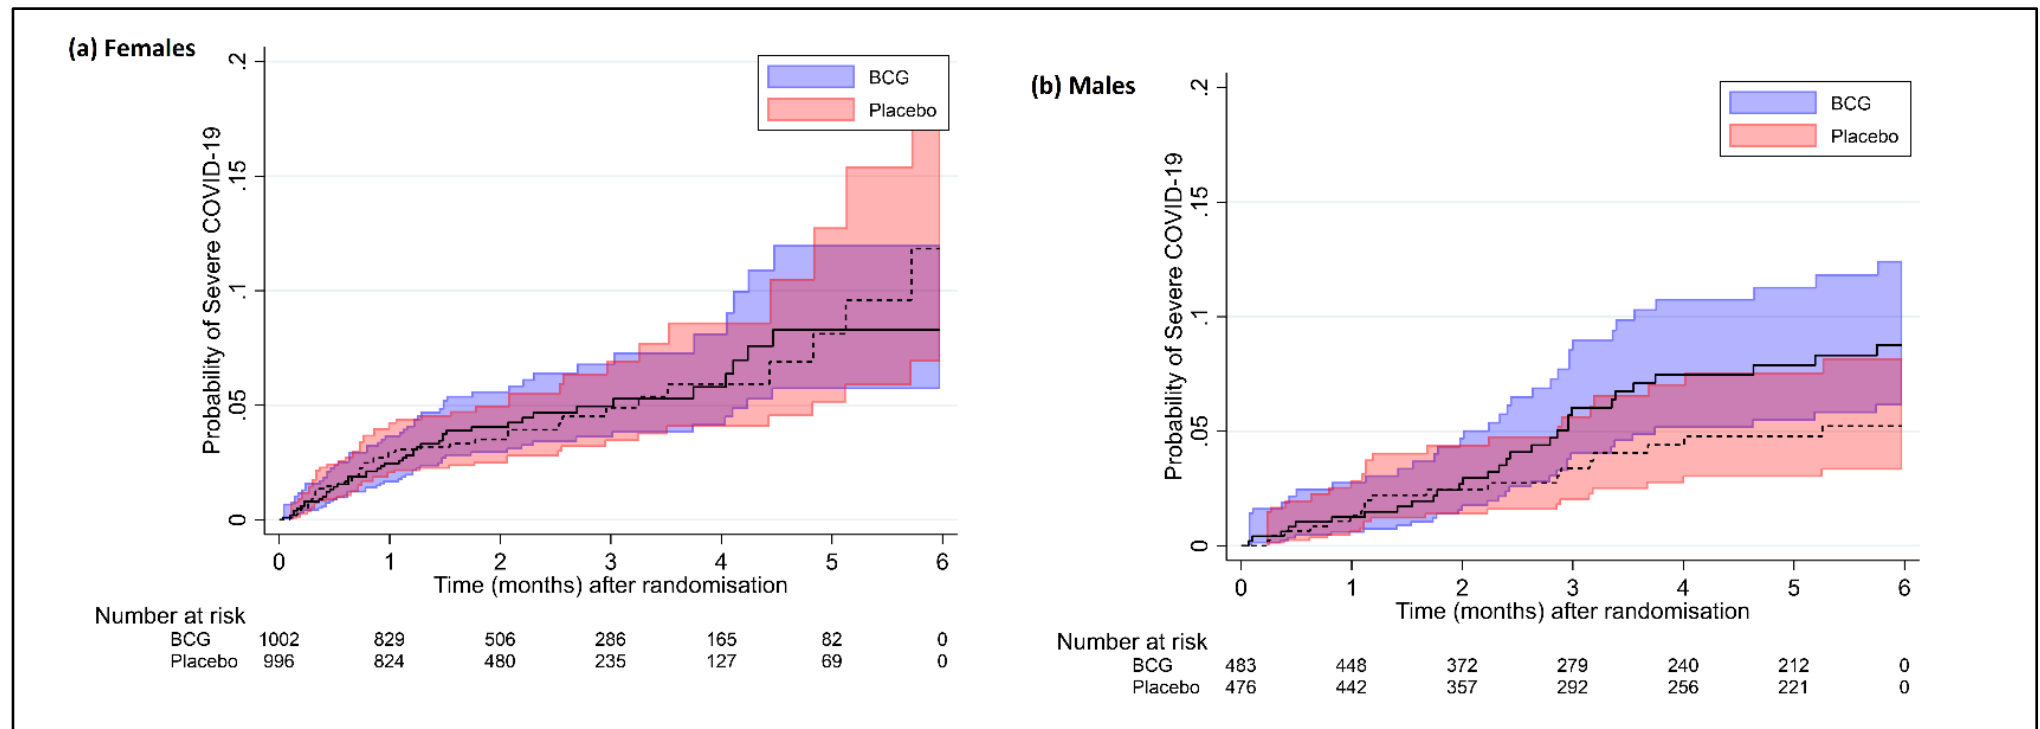 (a) Females
.2
.15
.1
.05
0
Probability of Severe COVID-19
BCG
Placebo
0 1 2 3 4 5 6
Time (months) after randomisation
Number at risk
BCG 1002 829 506 286 165 82 0
Placebo 996 824 480 235 127 69 0
(b) Males
.2
.15
.1
.05
0
Probability of Severe COVID-19
BCG
Placebo
0 1 2 3 4 5 6
Time (months) after randomisation
Number at risk
BCG 483 448 372 279 240 212 0
Placebo 476 442 357 292 256 221 0